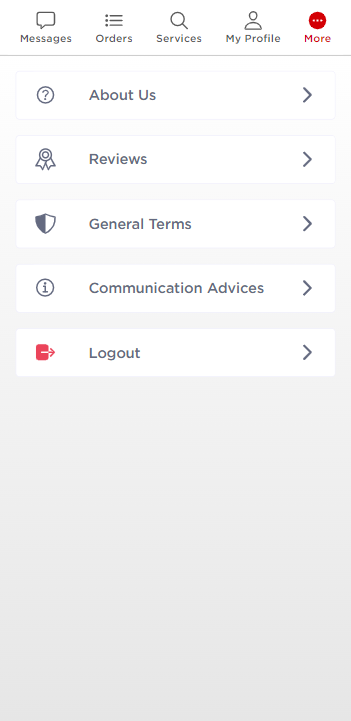 Messages Orders Services My Profile More
About Us
Reviews
General Terms
Communication Advices
Logout